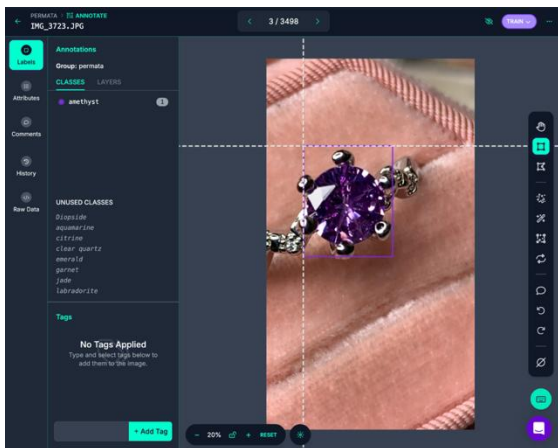 PERMATA / ANNOTATE
IMG_3723.JPG
3 / 3498
TRAIN
Labels
Attributes
Comments
History
Raw Data
Annotations
Group: permata
CLASSES LAYERS
amethyst 1
UNUSED CLASSES
Diopside
aquamarine
citrine
clear quartz
emerald
garnet
jade
labradorite
Tags
No Tags Applied
Type and select tags below to
add them to the image.
+ Add Tag
− 20% + RESET